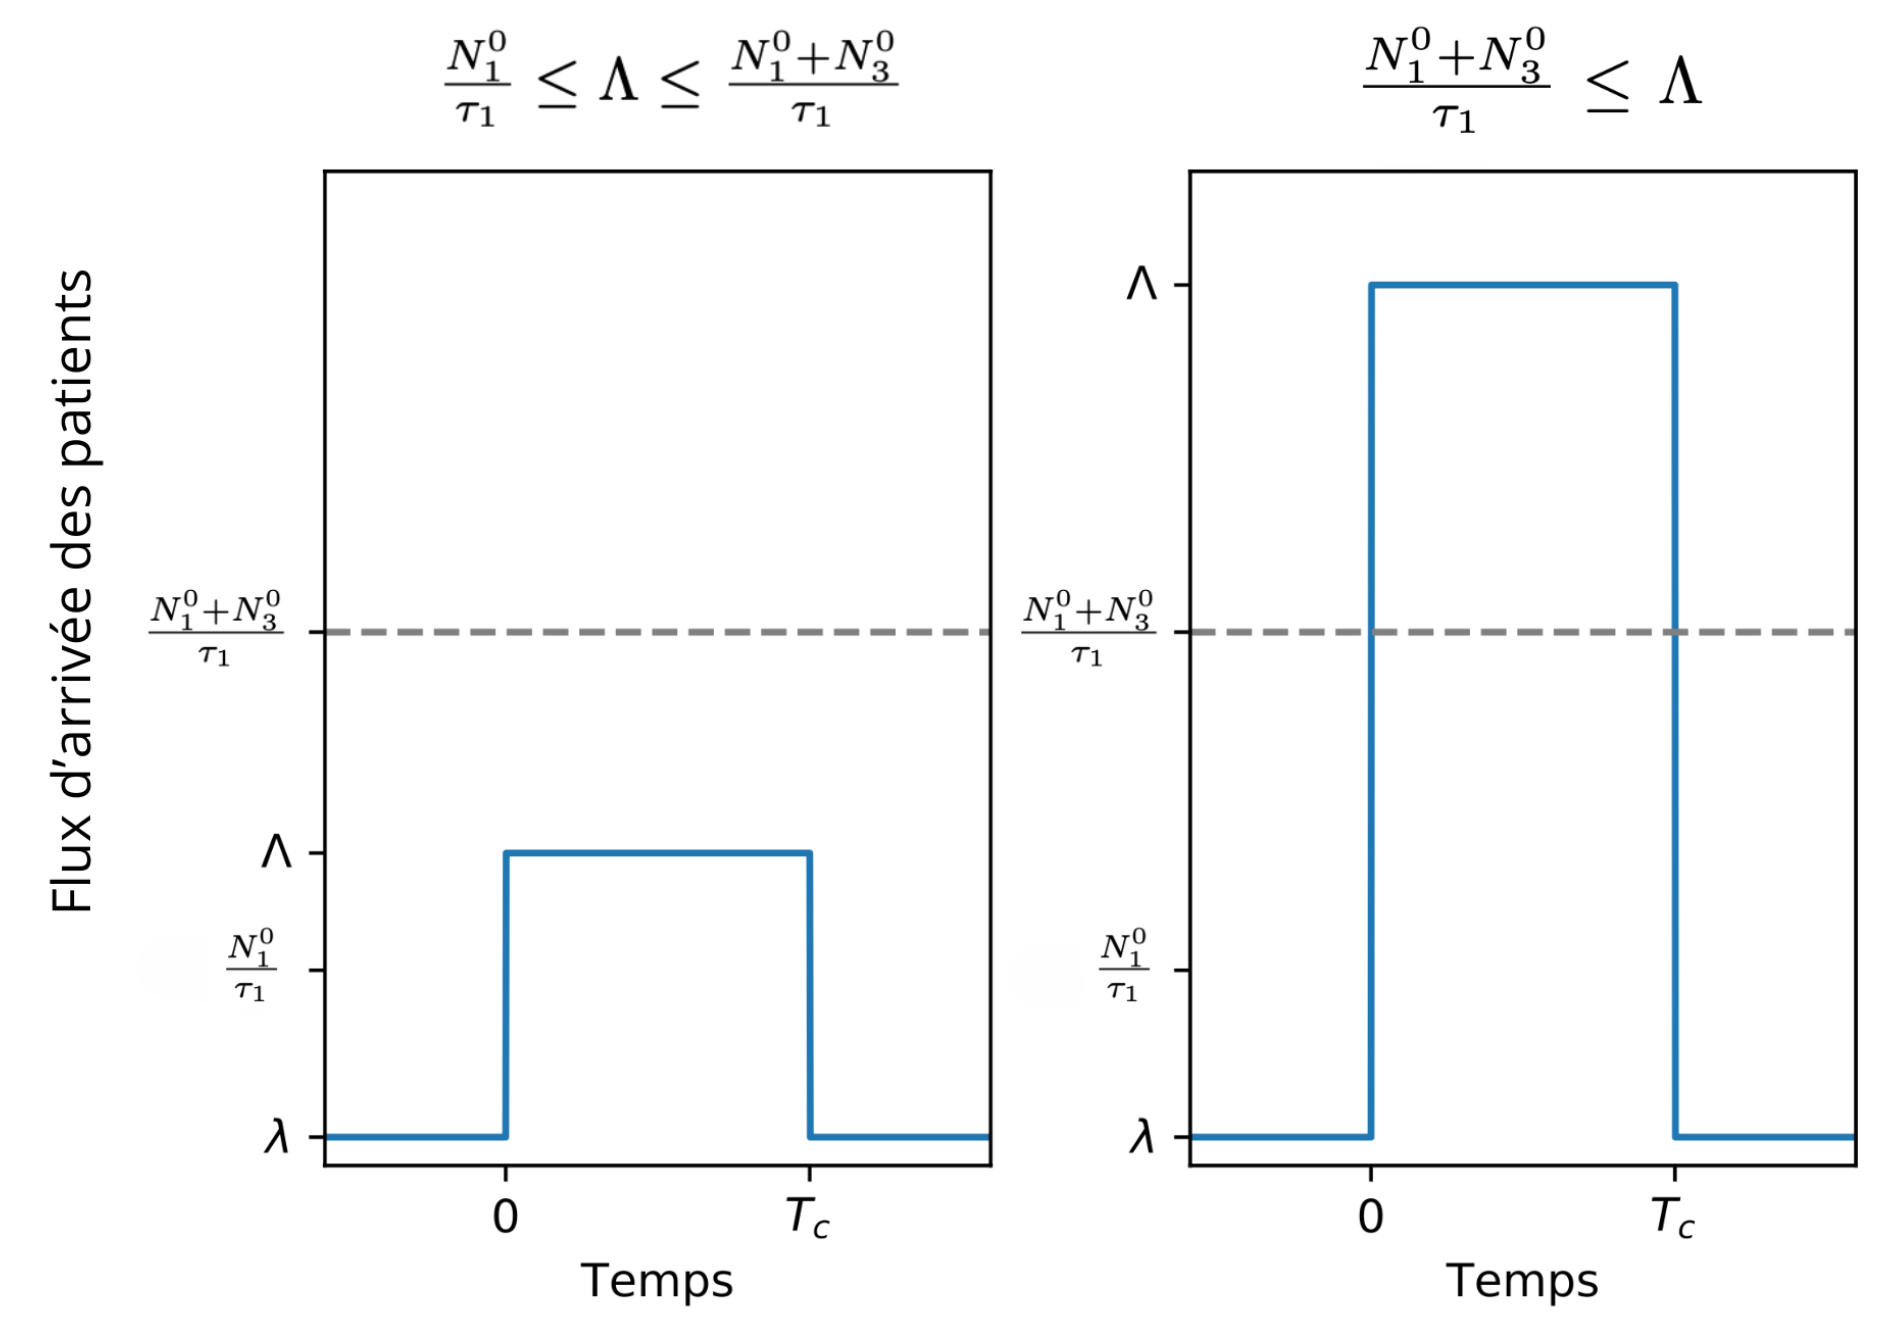 N₁⁰/τ₁ ≤ Λ ≤ (N₁⁰+N₃⁰)/τ₁
(N₁⁰+N₃⁰)/τ₁ ≤ Λ
Flux d’arrivée des patients
(N₁⁰+N₃⁰)/τ₁
Λ
N₁⁰/τ₁
λ
0
T_c
Temps
Λ
(N₁⁰+N₃⁰)/τ₁
N₁⁰/τ₁
λ
0
T_c
Temps